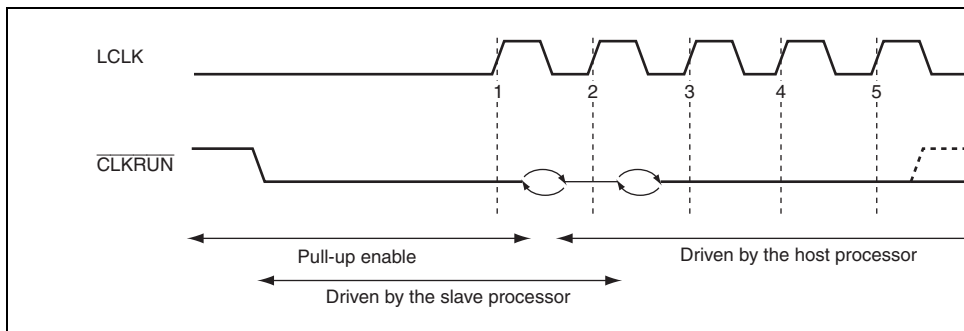 LCLK
1 2 3 4 5
CLKRUN
Pull-up enable
Driven by the host processor
Driven by the slave processor